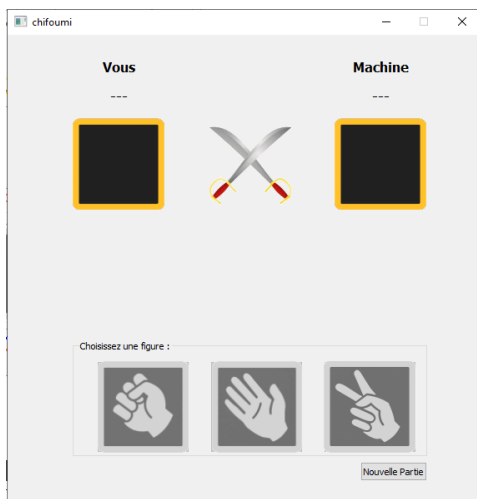 chifoumi
Vous
Machine
---
---
Choisissez une figure :
Nouvelle Partie